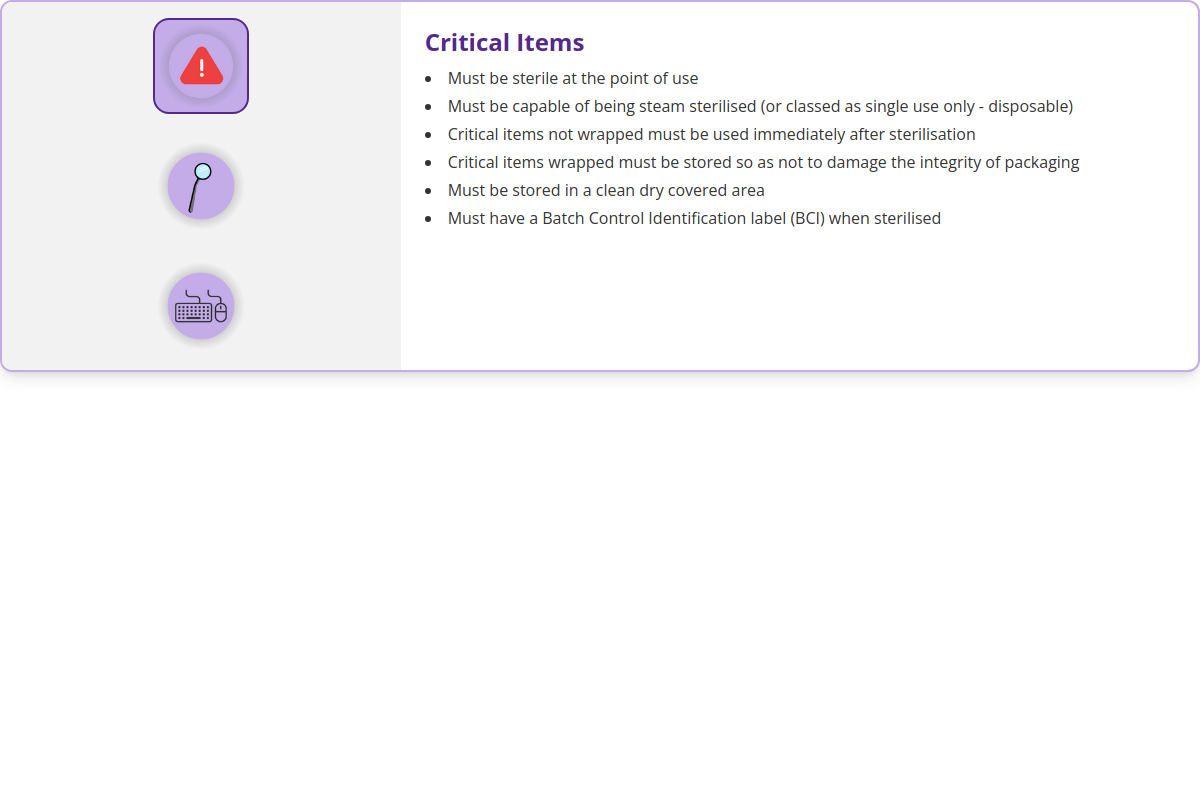 Critical Items
Must be sterile at the point of use
Must be capable of being steam sterilised (or classed as single use only - disposable)
Critical items not wrapped must be used immediately after sterilisation
Critical items wrapped must be stored so as not to damage the integrity of packaging
Must be stored in a clean dry covered area
Must have a Batch Control Identification label (BCI) when sterilised